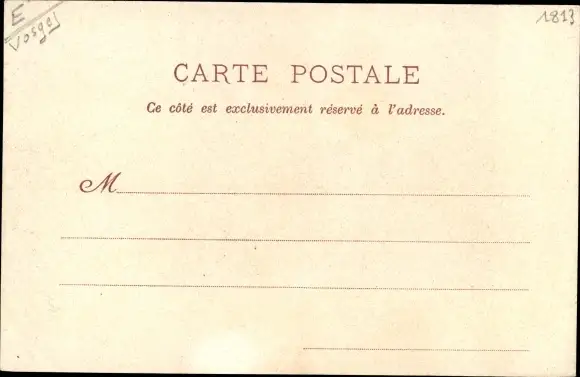 E
Vosges
1813
CARTE POSTALE
Ce côté est exclusivement réservé à l'adresse.
M